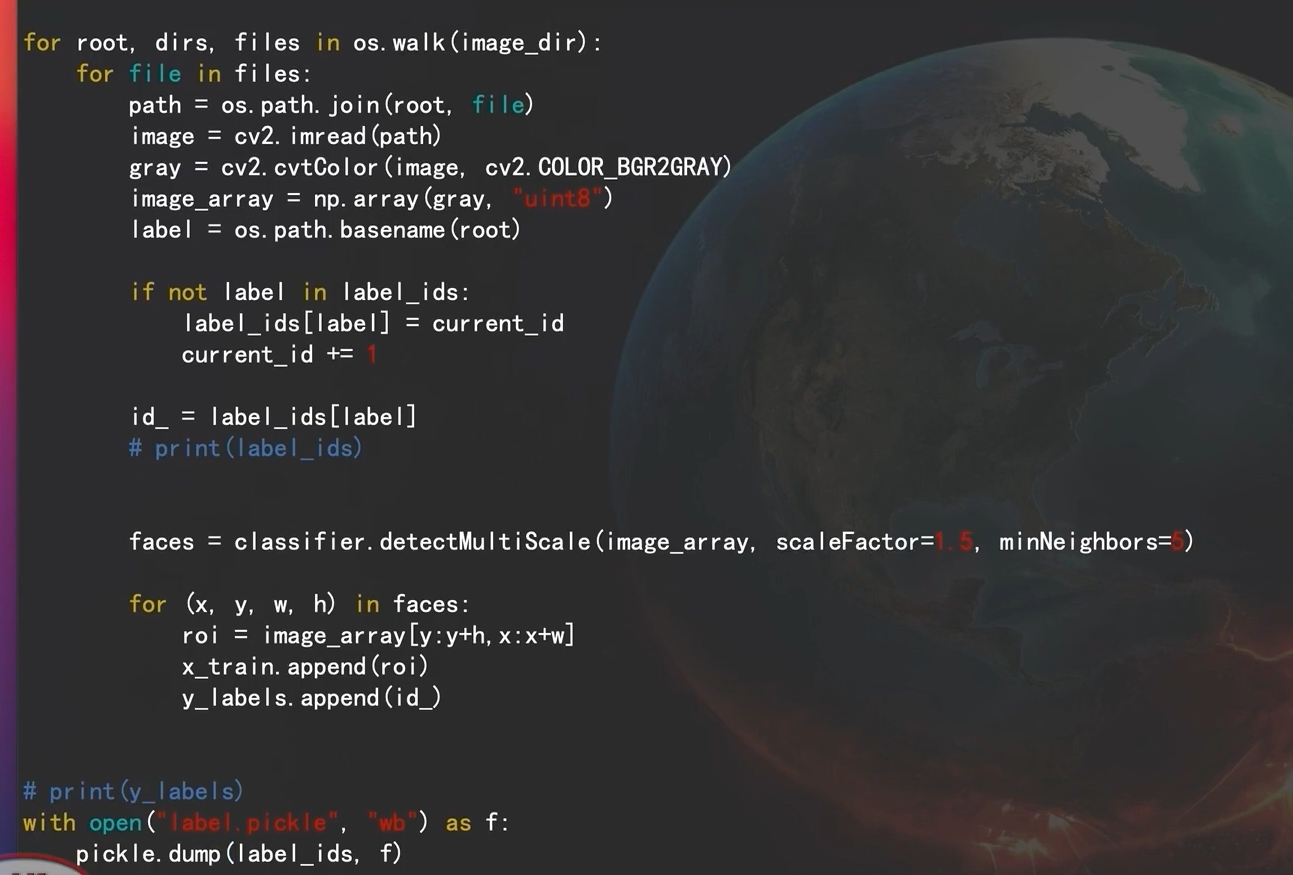 for root, dirs, files in os.walk(image_dir):
    for file in files:
        path = os.path.join(root, file)
        image = cv2.imread(path)
        gray = cv2.cvtColor(image, cv2.COLOR_BGR2GRAY)
        image_array = np.array(gray, "uint8")
        label = os.path.basename(root)
        if not label in label_ids:
            label_ids[label] = current_id
            current_id += 1
        id_ = label_ids[label]
        # print(label_ids)
        faces = classifier.detectMultiScale(image_array, scaleFactor=1.5, minNeighbors=5)
        for (x, y, w, h) in faces:
            roi = image_array[y:y+h,x:x+w]
            x_train.append(roi)
            y_labels.append(id_)
# print(y_labels)
with open("label.pickle", "wb") as f:
    pickle.dump(label_ids, f)